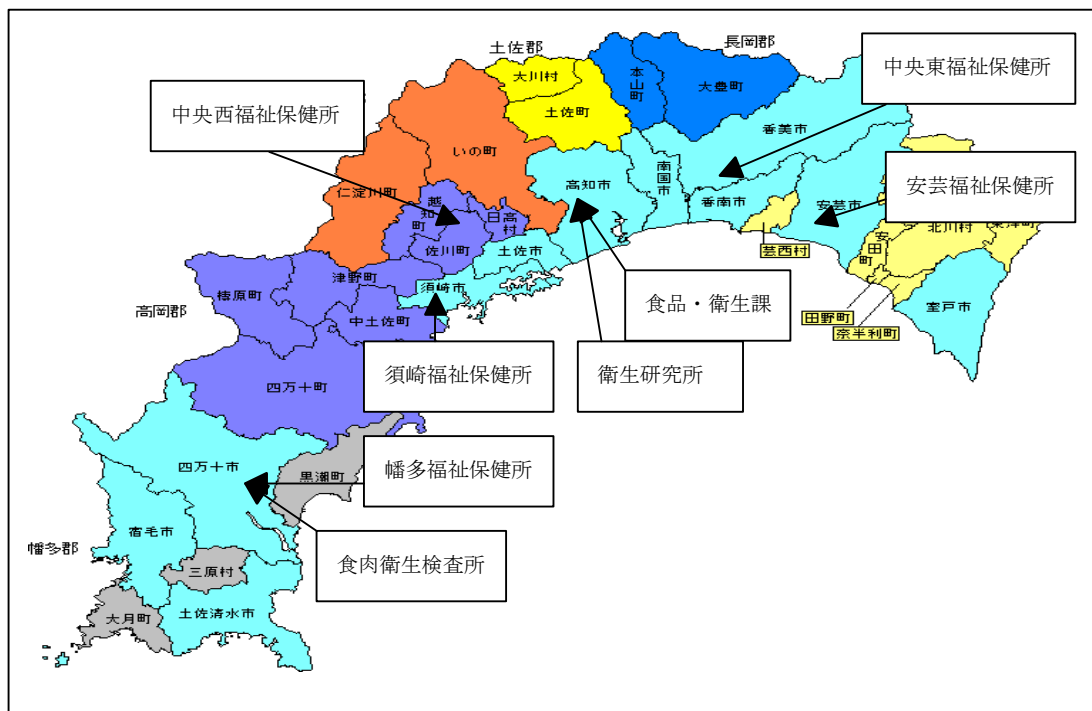 土佐郡
長岡郡
大川村
本山町
大豊町
土佐町
中央東福祉保健所
中央西福祉保健所
香美市
いの町
南国市
高知市
仁淀川町
安芸福祉保健所
香南市
安芸市
越知町
日高村
佐川町
北川村
安田町
土佐市
芸西村
津野町
須崎市
梼原町
高岡郡
中土佐町
食品・衛生課
室戸市
田野町
奈半利町
須崎福祉保健所
衛生研究所
四万十町
四万十市
幡多福祉保健所
黒潮町
宿毛市
幡多郡
食肉衛生検査所
三原村
大月町
土佐清水市